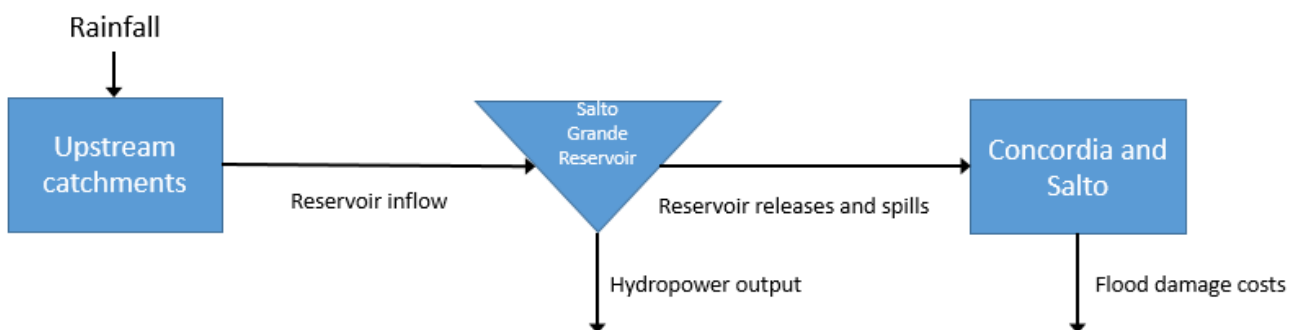 Rainfall
Upstream
catchments
Reservoir inflow
Salto
Grande
Reservoir
Reservoir releases and spills
Concordia and
Salto
Hydropower output
Flood damage costs